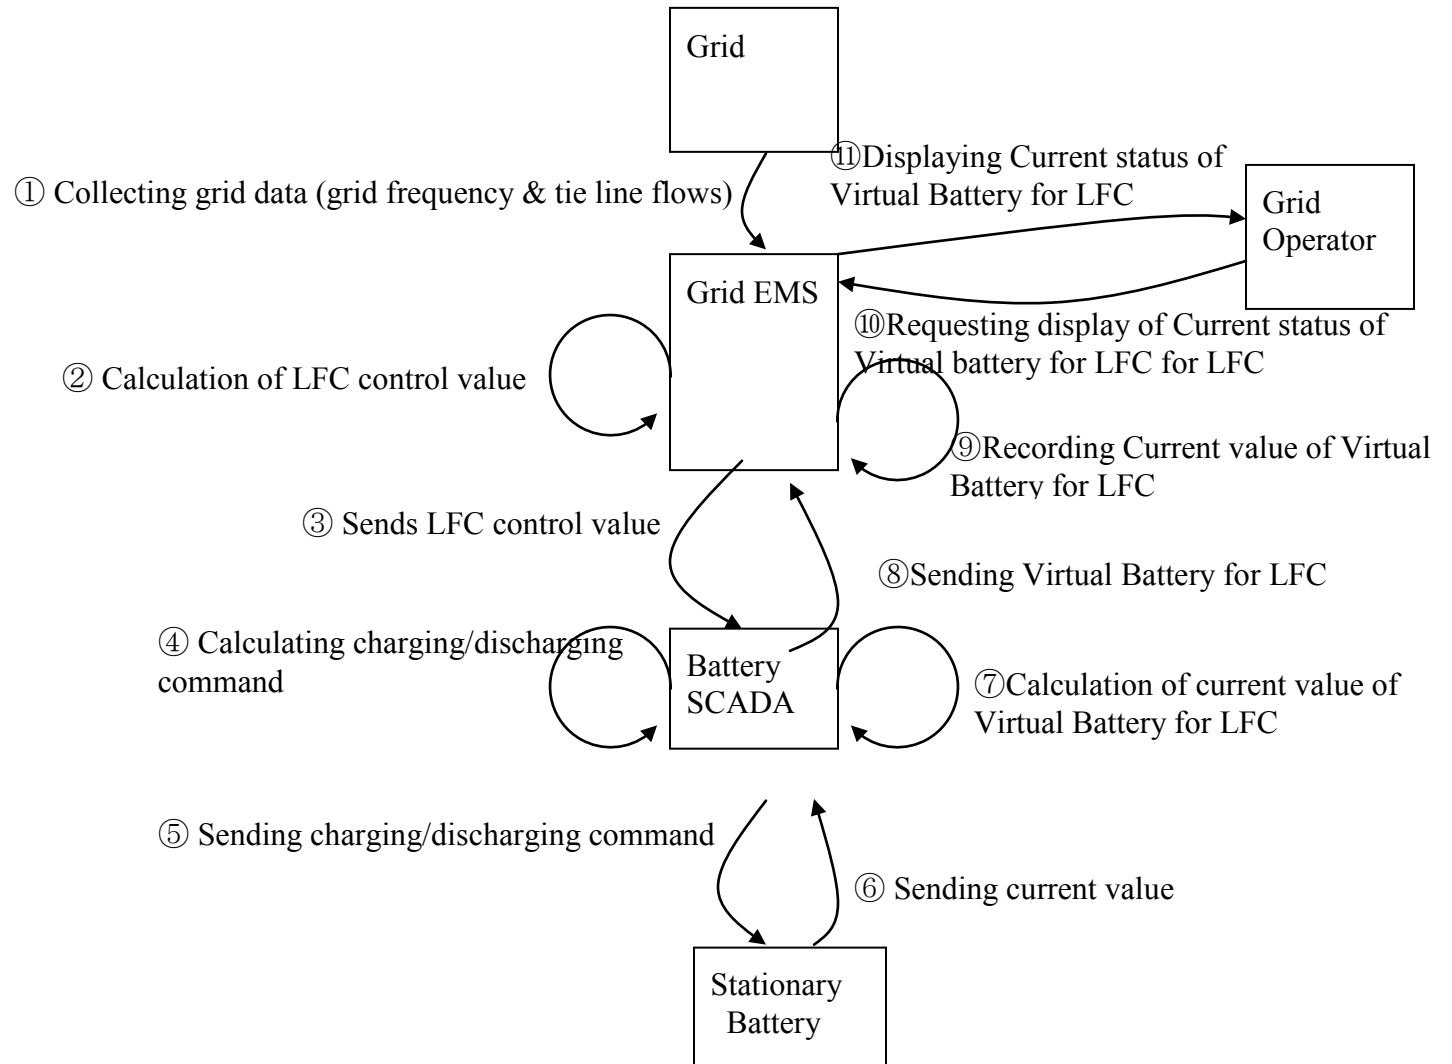 Grid
① Collecting grid data (grid frequency & tie line flows)
⑪Displaying Current status of
Virtual Battery for LFC
Grid
Operator
Grid EMS
⑩Requesting display of Current status of
Virtual battery for LFC for LFC
② Calculation of LFC control value
⑨Recording Current value of Virtual
Battery for LFC
③ Sends LFC control value
⑧Sending Virtual Battery for LFC
④ Calculating charging/discharging
command
Battery
SCADA
⑦Calculation of current value of
Virtual Battery for LFC
⑤ Sending charging/discharging command
⑥ Sending current value
Stationary
Battery